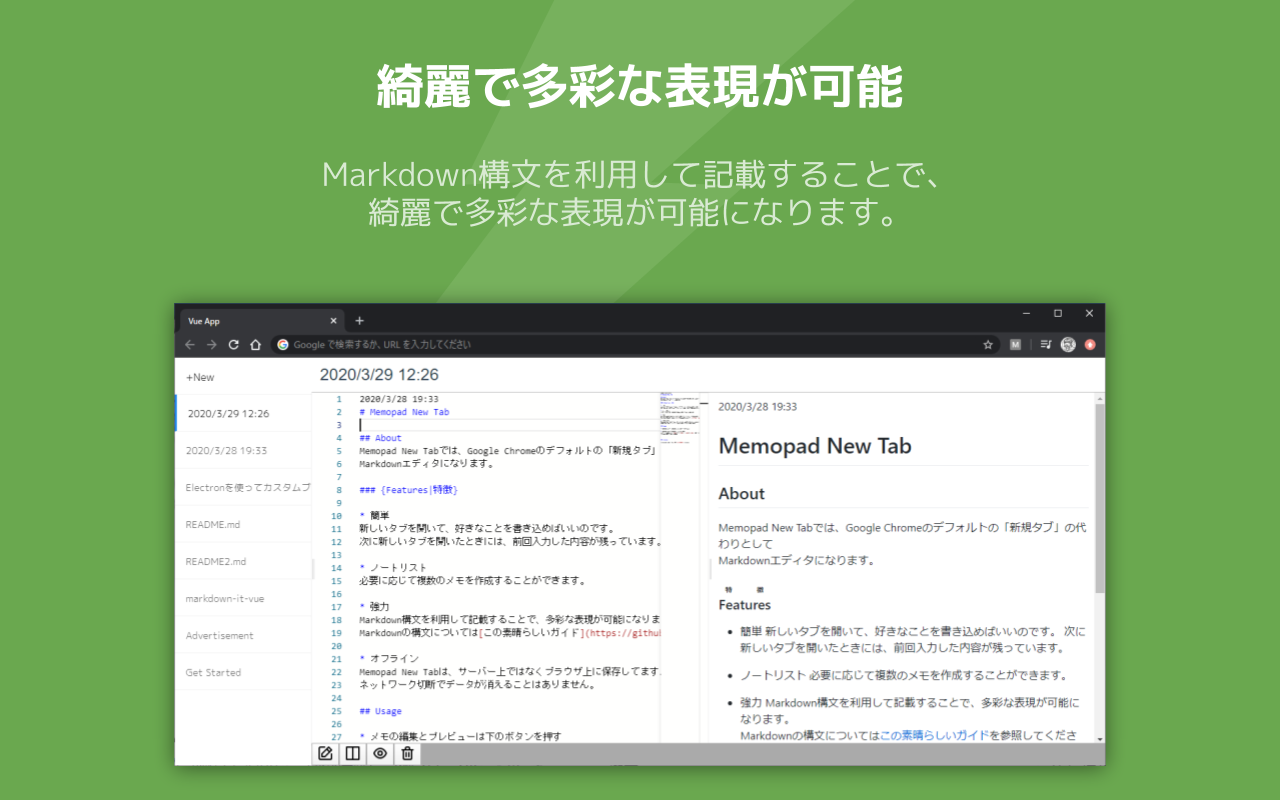 綺麗で多彩な表現が可能
Markdown構文を利用して記載することで、
綺麗で多彩な表現が可能になります。
Vue App
Google で検索するか、URL を入力してください
M
+New
2020/3/29 12:26
2020/3/28 19:33
Electronを使ってカスタムブ
README.md
README2.md
markdown-it-vue
Advertisement
Get Started
2020/3/29 12:26
1 2020/3/28 19:33
2 # Memopad New Tab
3
4 ## About
5 Memopad New Tabでは、Google Chromeのデフォルトの「新規タブ」
6 Markdownエディタになります。
7
8 ### {Features|特徴}
9
10 * 簡単
11 新しいタブを開いて、好きなことを書き込めばいいのです。
12 次に新しいタブを開いたときには、前回入力した内容が残っています。
13
14 * ノートリスト
15 必要に応じて複数のメモを作成することができます。
16
17 * 強力
18 Markdown構文を利用して記載することで、多彩な表現が可能になりま
19 Markdownの構文については[この素晴らしいガイド](https://githu
20
21 * オフライン
22 Memopad New Tabは、サーバー上ではなくブラウザ上に保存してます.
23 ネットワーク切断でデータが消えることはありません。
24
25 ## Usage
26
27 * メモの編集とプレビューは下のボタンを押す
2020/3/28 19:33
Memopad New Tab
About
Memopad New Tabでは、Google Chromeのデフォルトの「新規タブ」の代
わりとして
Markdownエディタになります。
特 徴
Features
• 簡単 新しいタブを開いて、好きなことを書き込めばいいのです。 次に
新しいタブを開いたときには、前回入力した内容が残っています。
• ノートリスト 必要に応じて複数のメモを作成することができます。
• 強力 Markdown構文を利用して記載することで、多彩な表現が可能に
なります。
Markdownの構文についてはこの素晴らしいガイドを参照してくださ